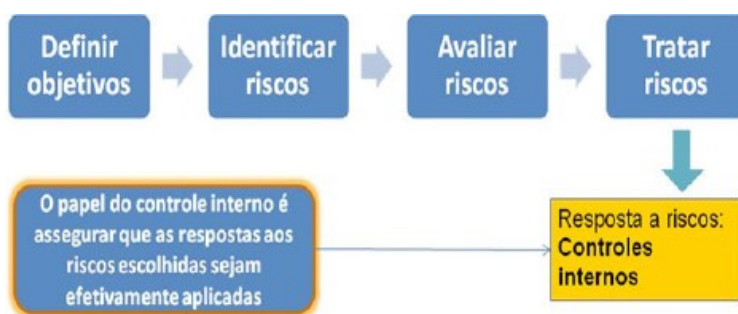 Definir
objetivos
Identificar
riscos
Avaliar
riscos
Tratar
riscos
O papel do controle interno é
assegurar que as respostas aos
riscos escolhidas sejam
efetivamente aplicadas
Resposta a riscos:
Controles
internos